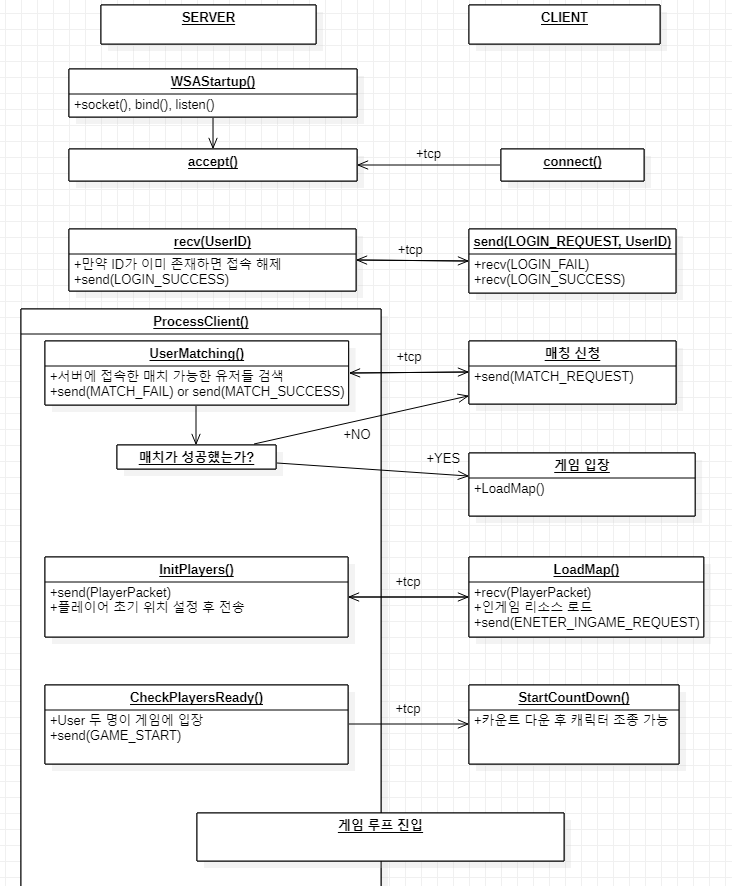 SERVER
CLIENT
WSAStartup()
+socket(), bind(), listen()
accept()
+tcp
connect()
recv(UserID)
+만약 ID가 이미 존재하면 접속 해제
+send(LOGIN_SUCCESS)
+tcp
send(LOGIN_REQUEST, UserID)
+recv(LOGIN_FAIL)
+recv(LOGIN_SUCCESS)
ProcessClient()
UserMatching()
+서버에 접속한 매치 가능한 유저들 검색
+send(MATCH_FAIL) or send(MATCH_SUCCESS)
+tcp
매칭 신청
+send(MATCH_REQUEST)
매치가 성공했는가?
+NO
+YES
게임 입장
+LoadMap()
InitPlayers()
+send(PlayerPacket)
+플레이어 초기 위치 설정 후 전송
+tcp
LoadMap()
+recv(PlayerPacket)
+인게임 리소스 로드
+send(ENETER_INGAME_REQUEST)
CheckPlayersReady()
+User 두 명이 게임에 입장
+send(GAME_START)
+tcp
StartCountDown()
+카운트 다운 후 캐릭터 조종 가능
게임 루프 진입